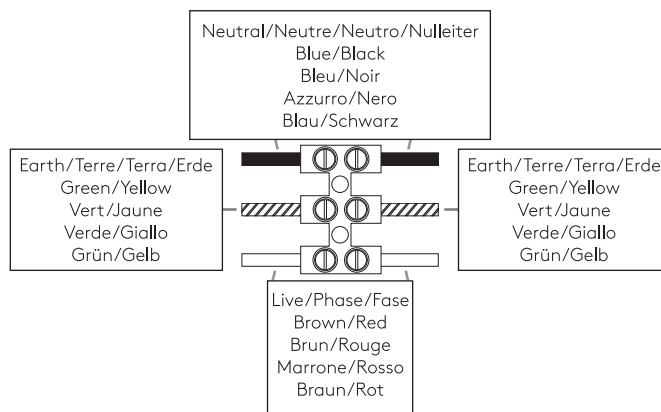 Neutral/Neutre/Neutro/Nulleiter
Blue/Black
Bleu/Noir
Azzurro/Nero
Blau/Schwarz
Earth/Terre/Terra/Erde
Green/Yellow
Vert/Jaune
Verde/Giallo
Grün/Gelb
Earth/Terre/Terra/Erde
Green/Yellow
Vert/Jaune
Verde/Giallo
Grün/Gelb
Live/Phase/Fase
Brown/Red
Brun/Rouge
Marrone/Rosso
Braun/Rot